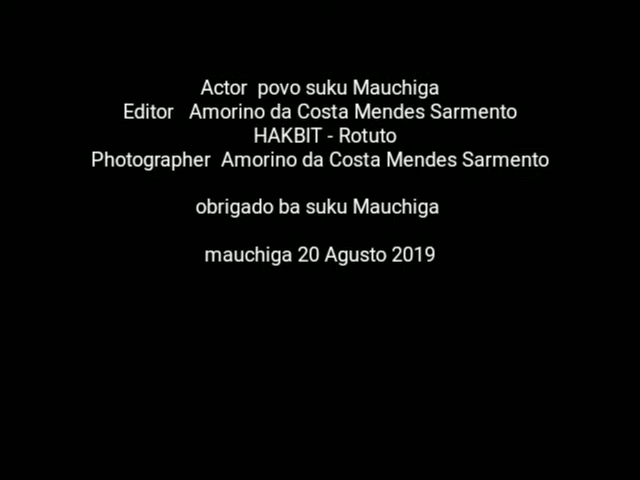 Actor  povo suku Mauchiga
Editor   Amorino da Costa Mendes Sarmento
HAKBIT - Rotuto
Photographer  Amorino da Costa Mendes Sarmento
obrigado ba suku Mauchiga
mauchiga 20 Agusto 2019